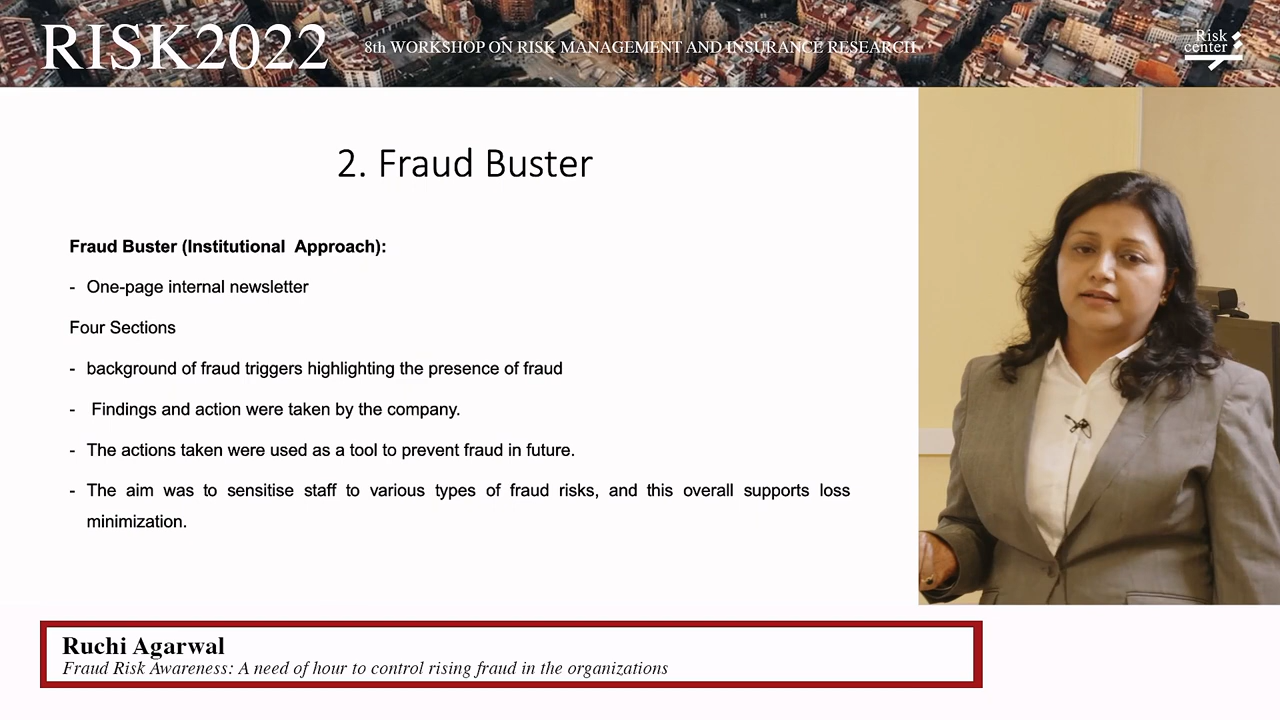 RISK2022
8th WORKSHOP ON RISK MANAGEMENT AND INSURANCE RESEARCH
Risk
center
2. Fraud Buster
Fraud Buster (Institutional Approach):
- One-page internal newsletter
Four Sections
- background of fraud triggers highlighting the presence of fraud
- Findings and action were taken by the company.
- The actions taken were used as a tool to prevent fraud in future.
- The aim was to sensitise staff to various types of fraud risks, and this overall supports loss
minimization.
Ruchi Agarwal
Fraud Risk Awareness: A need of hour to control rising fraud in the organizations